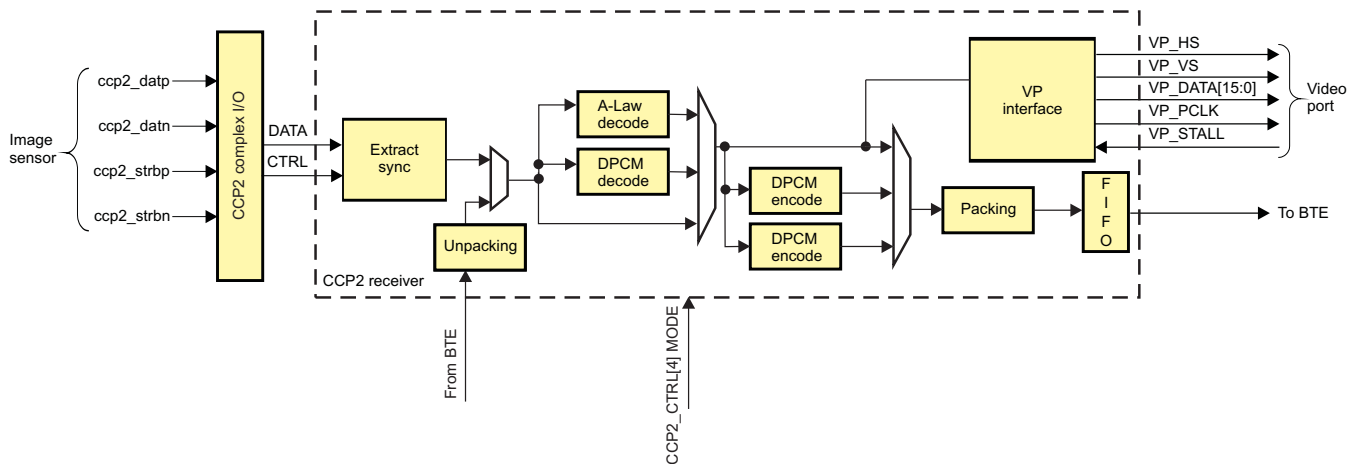 Image
sensor
ccp2_datp
ccp2_datn
ccp2_strbp
ccp2_strbn
CCP2 complex I/O
DATA
CTRL
Extract
sync
Unpacking
CCP2 receiver
From BTE
A-Law
decode
DPCM
decode
CCP2_CTRL[4] MODE
DPCM
encode
DPCM
encode
Packing
VP
interface
F
I
F
O
VP_HS
VP_VS
VP_DATA[15:0]
VP_PCLK
VP_STALL
Video
port
To BTE